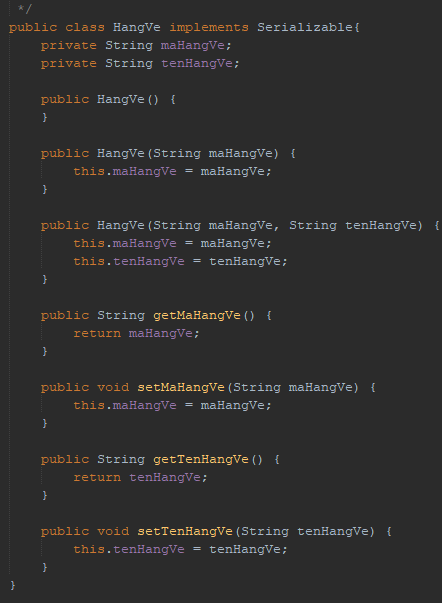 */
public class HangVe implements Serializable{
private String maHangVe;
private String tenHangVe;
public HangVe() {
}
public HangVe(String maHangVe) {
this.maHangVe = maHangVe;
}
public HangVe(String maHangVe, String tenHangVe) {
this.maHangVe = maHangVe;
this.tenHangVe = tenHangVe;
}
public String getMaHangVe() {
return maHangVe;
}
public void setMaHangVe(String maHangVe) {
this.maHangVe = maHangVe;
}
public String getTenHangVe() {
return tenHangVe;
}
public void setTenHangVe(String tenHangVe) {
this.tenHangVe = tenHangVe;
}
}